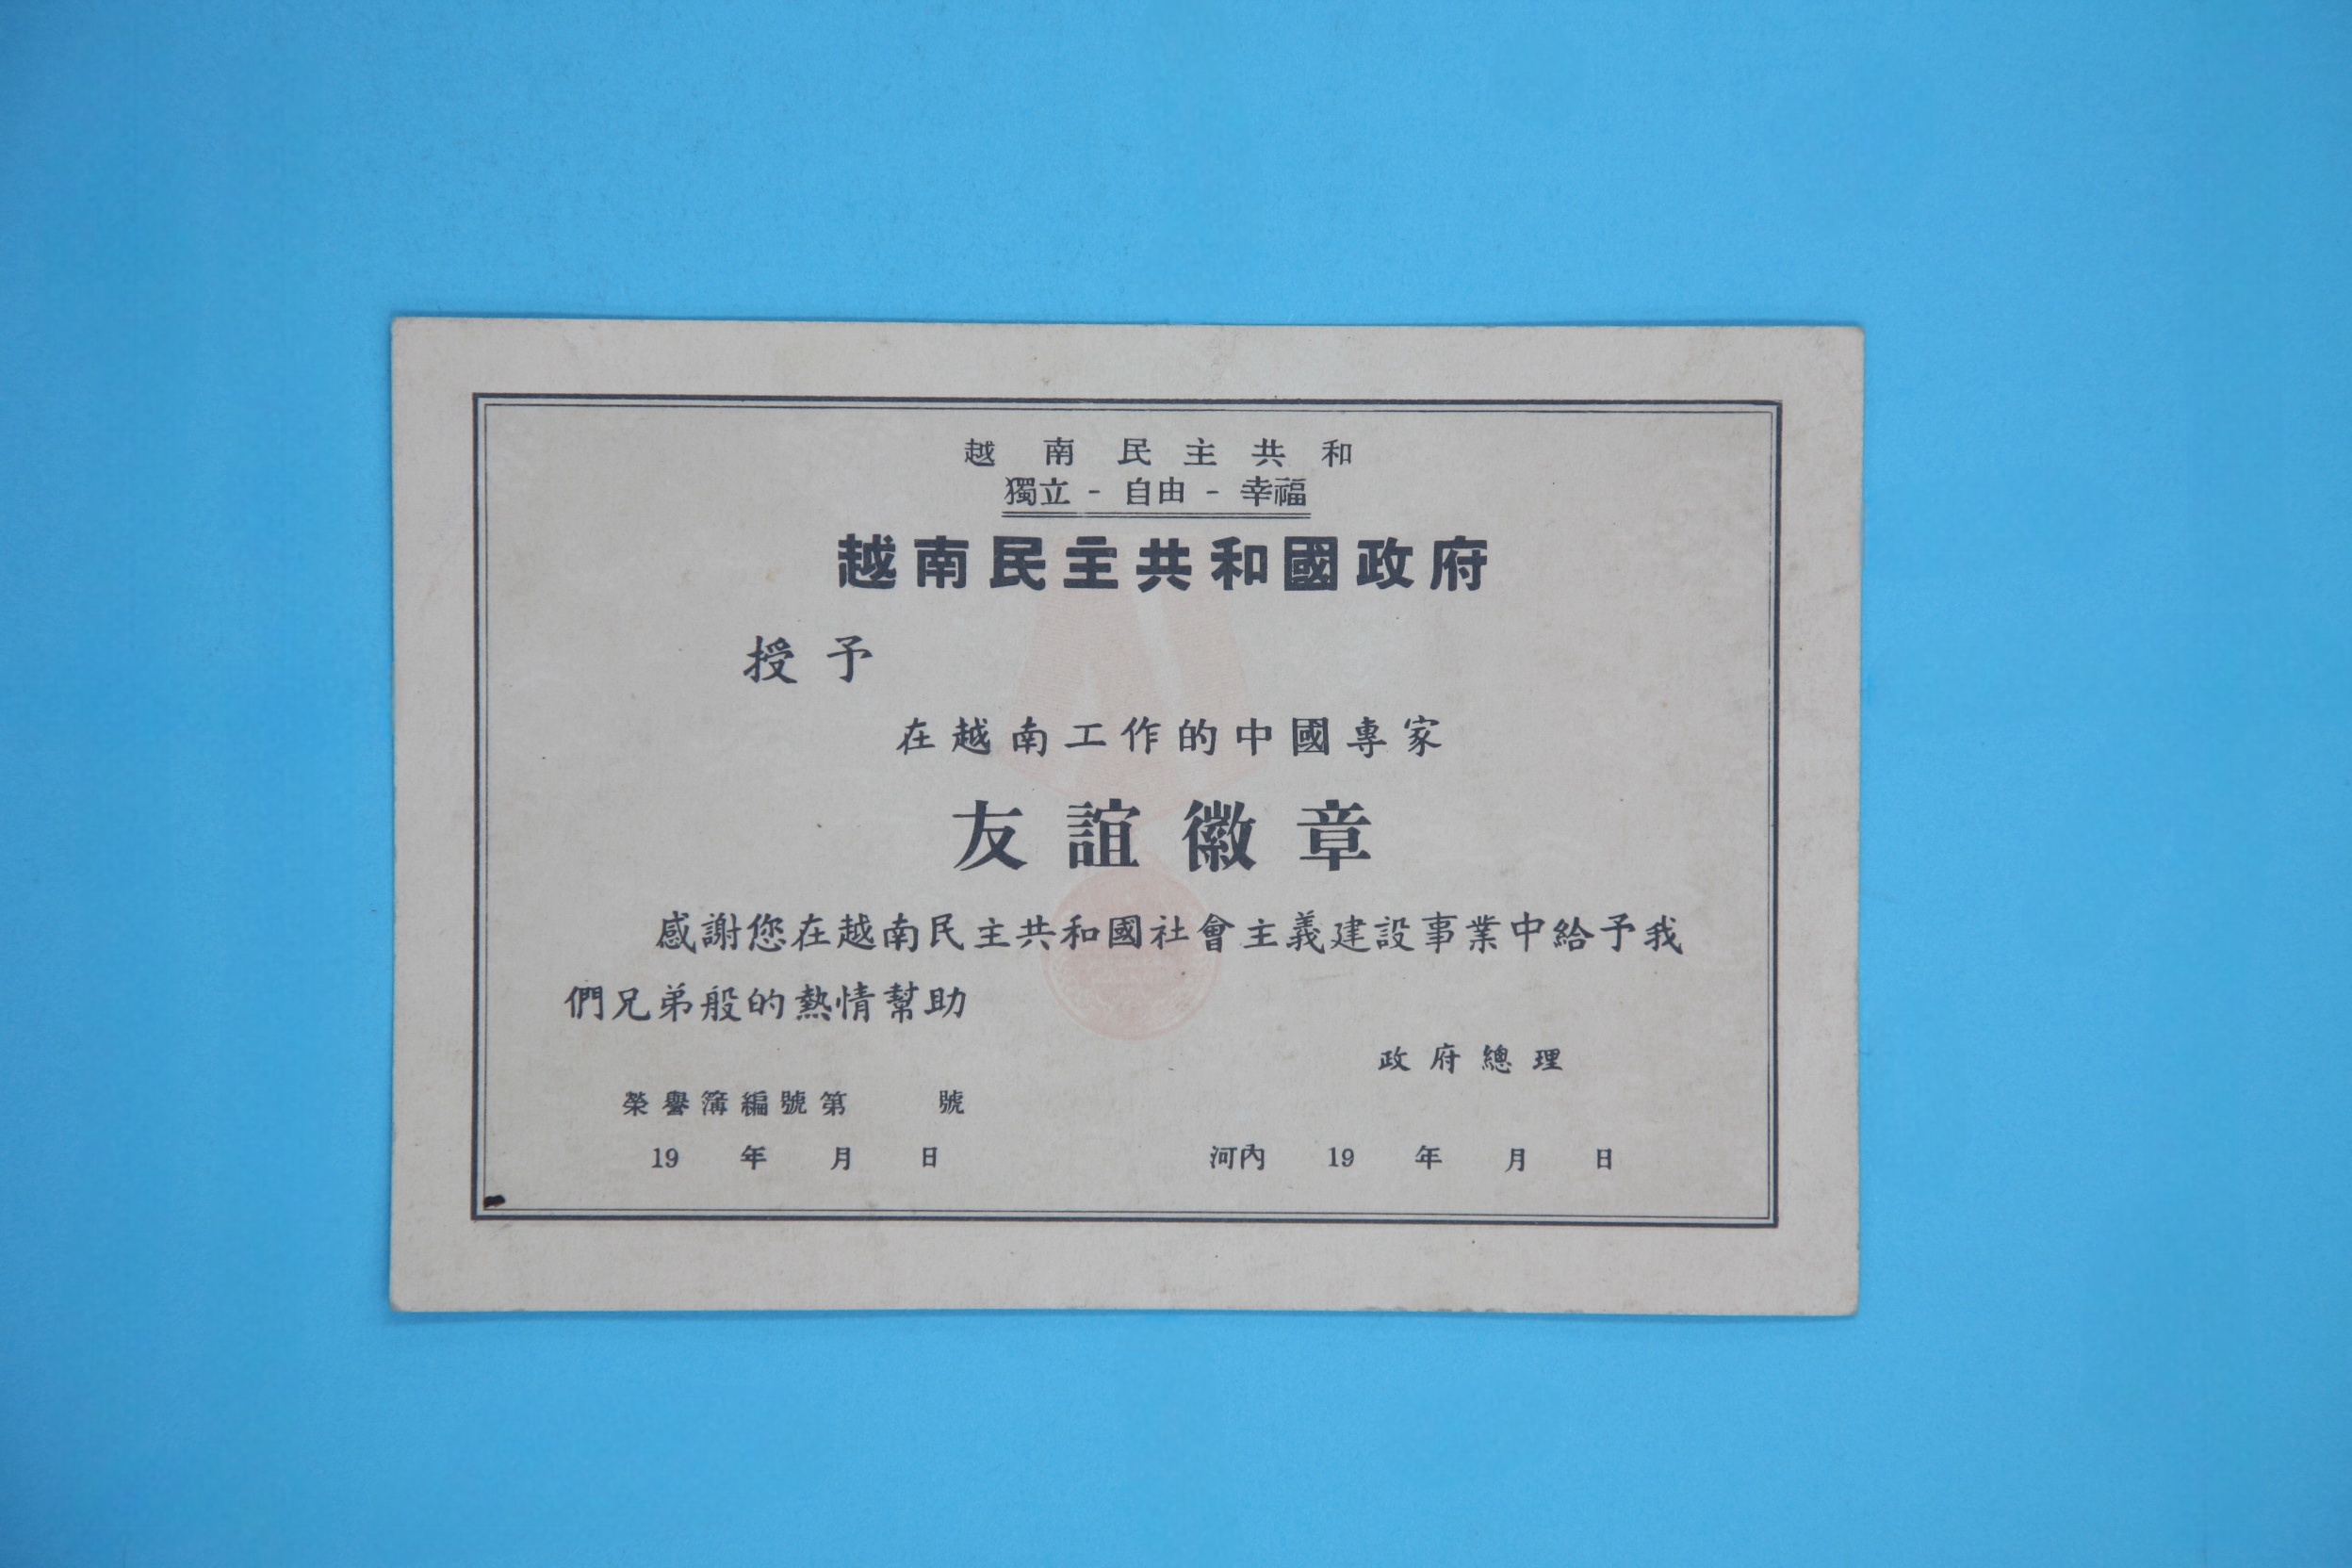 越南民主共和
獨立 - 自由 - 幸福
越南民主共和國政府
授予
在越南工作的中國專家
友誼徽章
感謝您在越南民主共和國社會主義建設事業中給予我
們兄弟般的熱情幫助
政府總理
榮譽簿編號第 號
19 年 月 日 河內 19 年 月 日